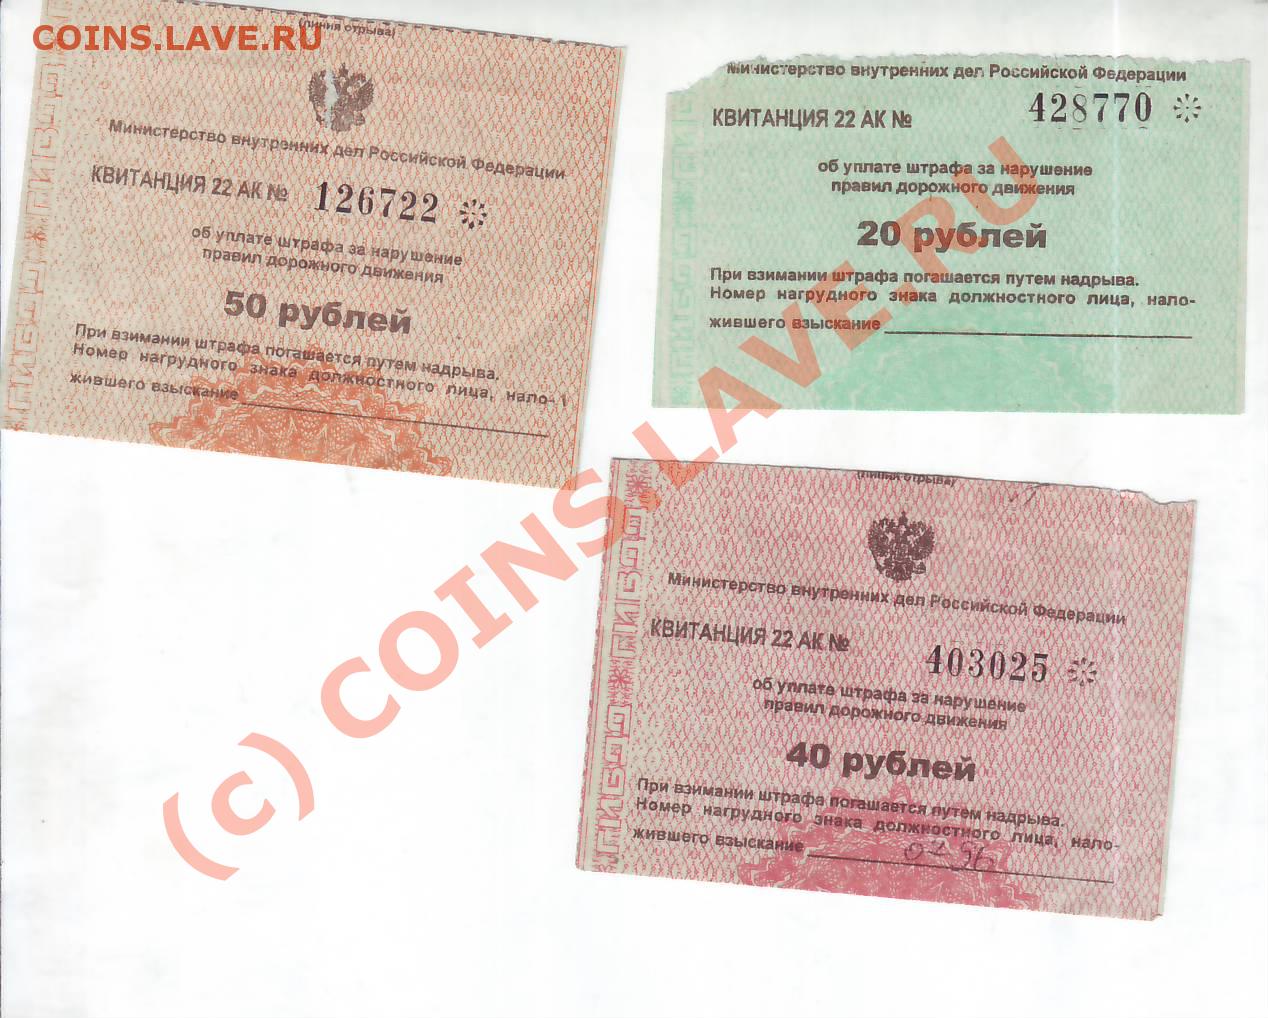 COINS.LAVE.RU
(линия отрыва)
Министерство внутренних дел Российской Федерации
КВИТАНЦИЯ 22 АК № 126722
об уплате штрафа за нарушение
правил дорожного движения
50 рублей
При взимании штрафа погашается путем надрыва.
Номер нагрудного знака должностного лица, нало-
жившего взыскание
Министерство внутренних дел Российской Федерации
КВИТАНЦИЯ 22 АК № 428770
об уплате штрафа за нарушение
правил дорожного движения
20 рублей
При взимании штрафа погашается путем надрыва.
Номер нагрудного знака должностного лица, нало-
жившего взыскание
(линия отрыва)
Министерство внутренних дел Российской Федерации
КВИТАНЦИЯ 22 АК № 403025
об уплате штрафа за нарушение
правил дорожного движения
40 рублей
При взимании штрафа погашается путем надрыва.
Номер нагрудного знака должностного лица, нало-
жившего взыскание
ГИБДД ГИБДД
ГИБДД ГИБДД
(c) COINS.LAVE.RU